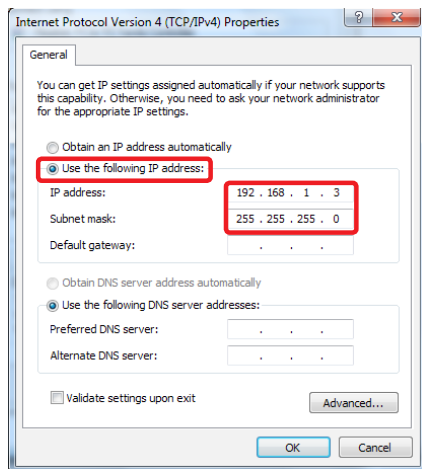 Internet Protocol Version 4 (TCP/IPv4) Properties
General
You can get IP settings assigned automatically if your network supports
this capability. Otherwise, you need to ask your network administrator
for the appropriate IP settings.
Obtain an IP address automatically
Use the following IP address:
IP address: 192 . 168 . 1 . 3
Subnet mask: 255 . 255 . 255 . 0
Default gateway: . . .
Obtain DNS server address automatically
Use the following DNS server addresses:
Preferred DNS server: . . .
Alternate DNS server: . . .
Validate settings upon exit
Advanced...
OK Cancel